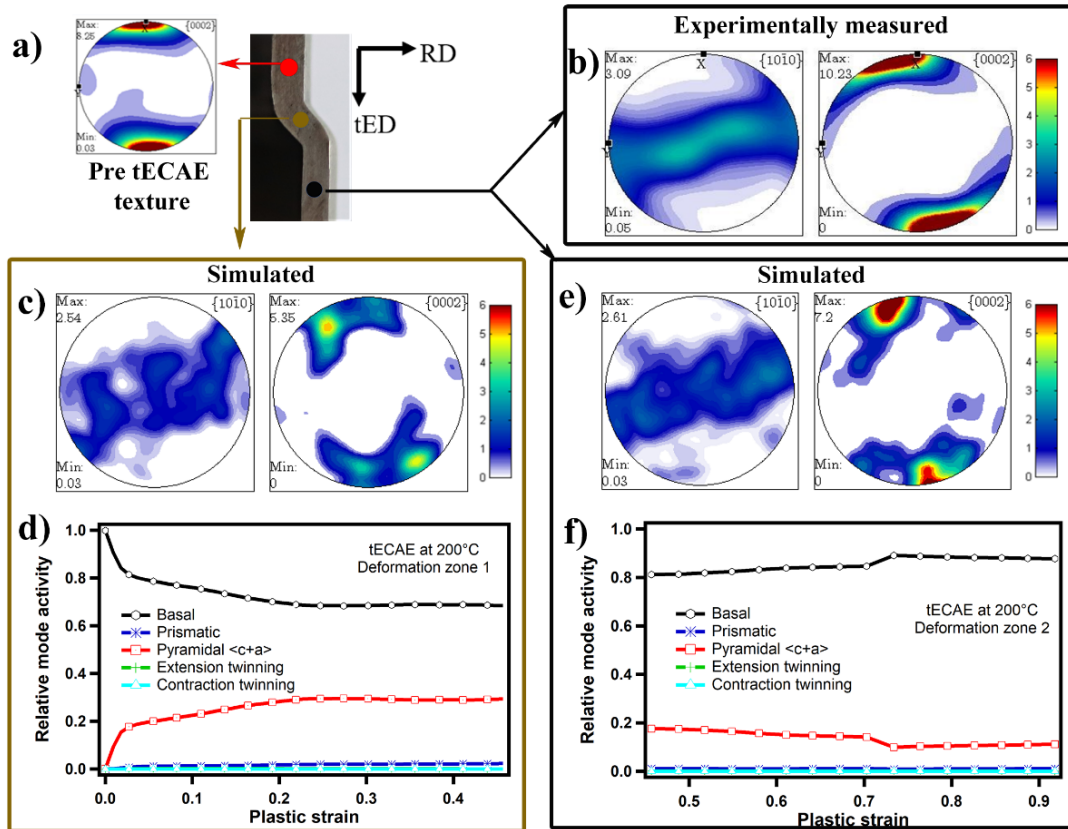 a)
Max:
8.25
{0002}
X
Y
Min:
0.03
Pre tECAE
texture
RD
tED
Experimentally measured
b)
Max:
3.09
{10ī0}
X
Y
Min:
0.05
Max:
10.23
{0002}
X
Y
Min:
0
6
5
4
3
2
1
0
Simulated
c)
Max:
2.54
{10ī0}
Min:
0.03
Max:
5.35
{0002}
Min:
0
6
5
4
3
2
1
0
Simulated
e)
Max:
2.61
{10ī0}
Min:
0.03
Max:
7.2
{0002}
Min:
0
6
5
4
3
2
1
0
d)
Relative mode activity
1.0
0.8
0.6
0.4
0.2
0.0
tECAE at 200°C
Deformation zone 1
Basal
Prismatic
Pyramidal <c+a>
Extension twinning
Contraction twinning
0.0 0.1 0.2 0.3 0.4
Plastic strain
f)
Relative mode activity
1.0
0.8
0.6
0.4
0.2
0.0
tECAE at 200°C
Deformation zone 2
Basal
Prismatic
Pyramidal <c+a>
Extension twinning
Contraction twinning
0.5 0.6 0.7 0.8 0.9
Plastic strain